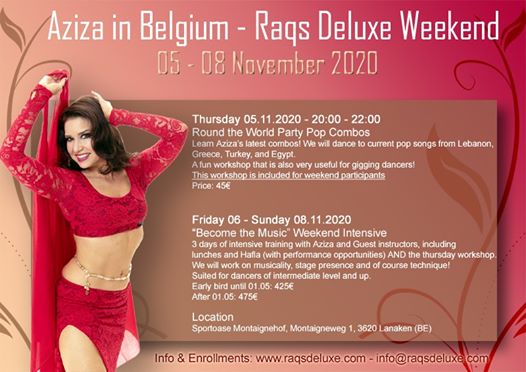 Aziza in Belgium - Raqs Deluxe Weekend
05 - 08 November 2020
Thursday 05.11.2020 - 20:00 - 22:00
Round the World Party Pop Combos
Learn Aziza's latest combos! We will dance to current pop songs from Lebanon,
Greece, Turkey, and Egypt.
A fun workshop that is also very useful for gigging dancers!
This workshop is included for weekend participants
Price: 45€
Friday 06 - Sunday 08.11.2020
"Become the Music" Weekend Intensive
3 days of intensive training with Aziza and Guest instructors, including
lunches and Hafla (with performance opportunities) AND the thursday workshop.
We will work on musicality, stage presence and of course technique!
Suited for dancers of intermediate level and up.
Early bird until 01.05: 425€
After 01.05: 475€
Location
Sportoase Montaignehof, Montaigneweg 1, 3620 Lanaken (BE)
Info & Enrollments: www.raqsdeluxe.com - info@raqsdeluxe.com